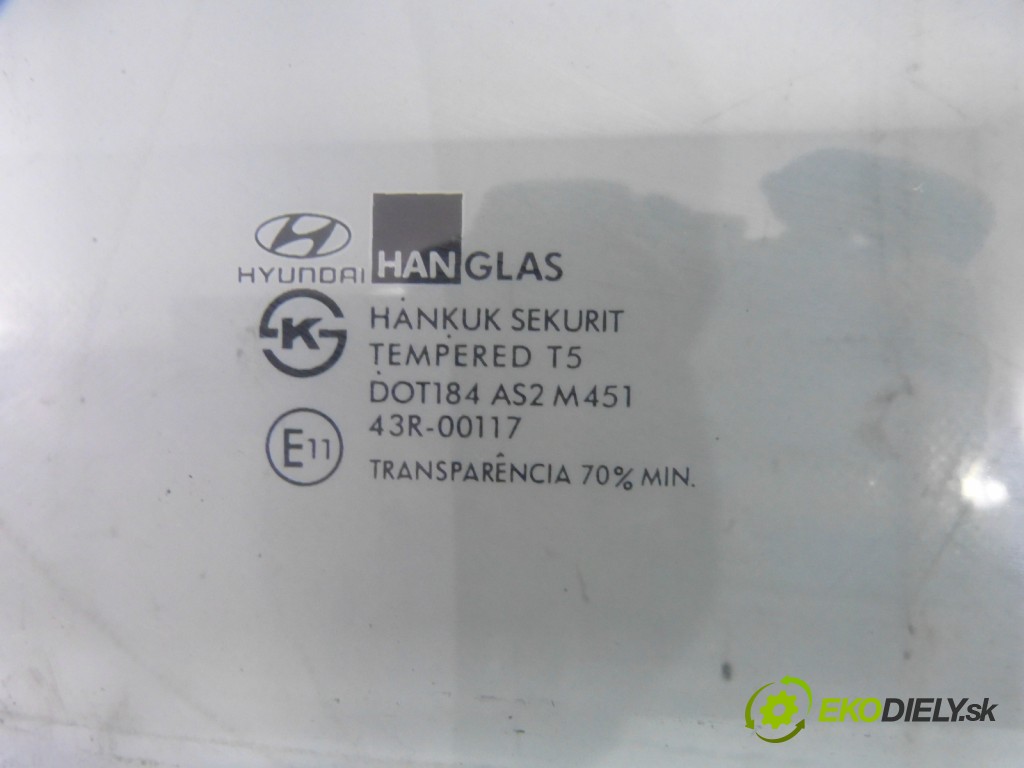 HYUNDAI HANGLAS
K
HANKUK SEKURIT
TEMPERED T5
DOT184 AS2 M451
E11
43R-00117
TRANSPARÊNCIA 70% MIN.
EKODIELY.sk